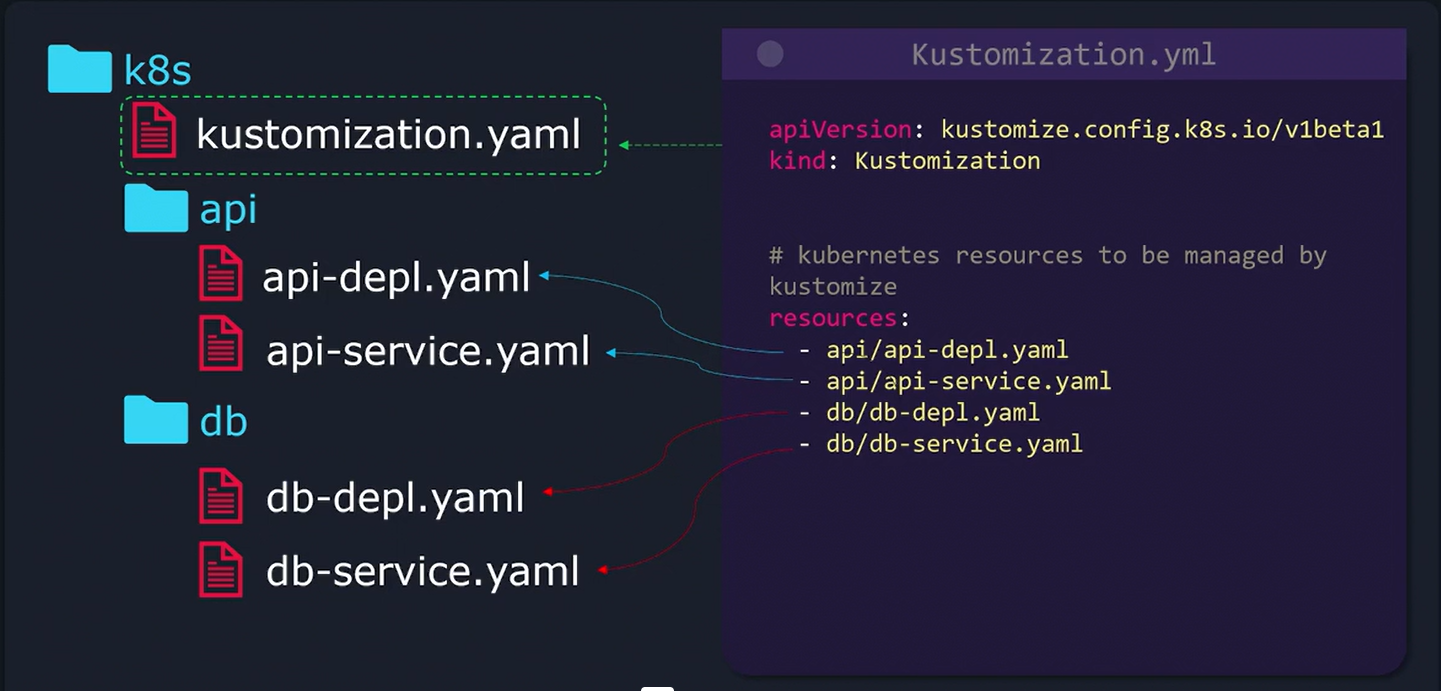 k8s
kustomization.yaml
api
api-depl.yaml
api-service.yaml
db
db-depl.yaml
db-service.yaml
Kustomization.yml
apiVersion: kustomize.config.k8s.io/v1beta1
kind: Kustomization
# kubernetes resources to be managed by
kustomize
resources:
- api/api-depl.yaml
- api/api-service.yaml
- db/db-depl.yaml
- db/db-service.yaml